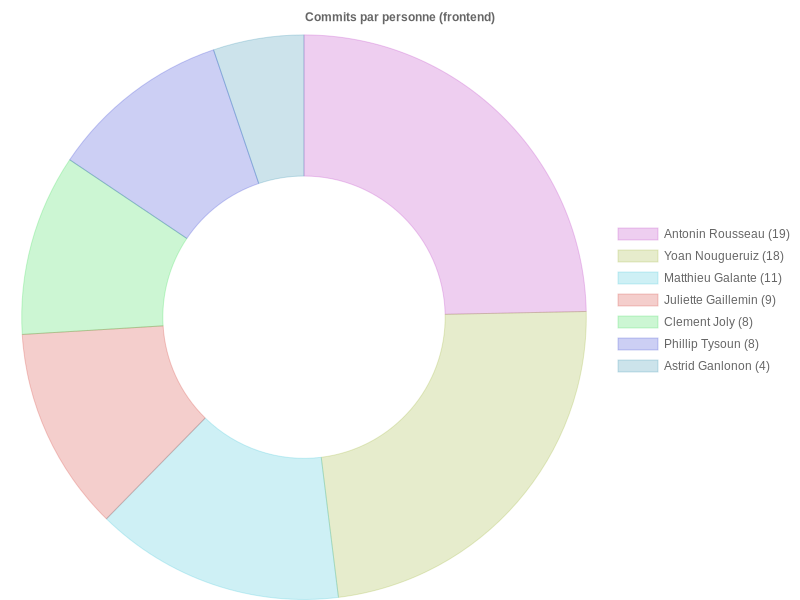 Commits par personne (frontend)
Antonin Rousseau (19)
Yoan Nougueruiz (18)
Matthieu Galante (11)
Juliette Gaillemin (9)
Clement Joly (8)
Phillip Tysoun (8)
Astrid Ganlonon (4)